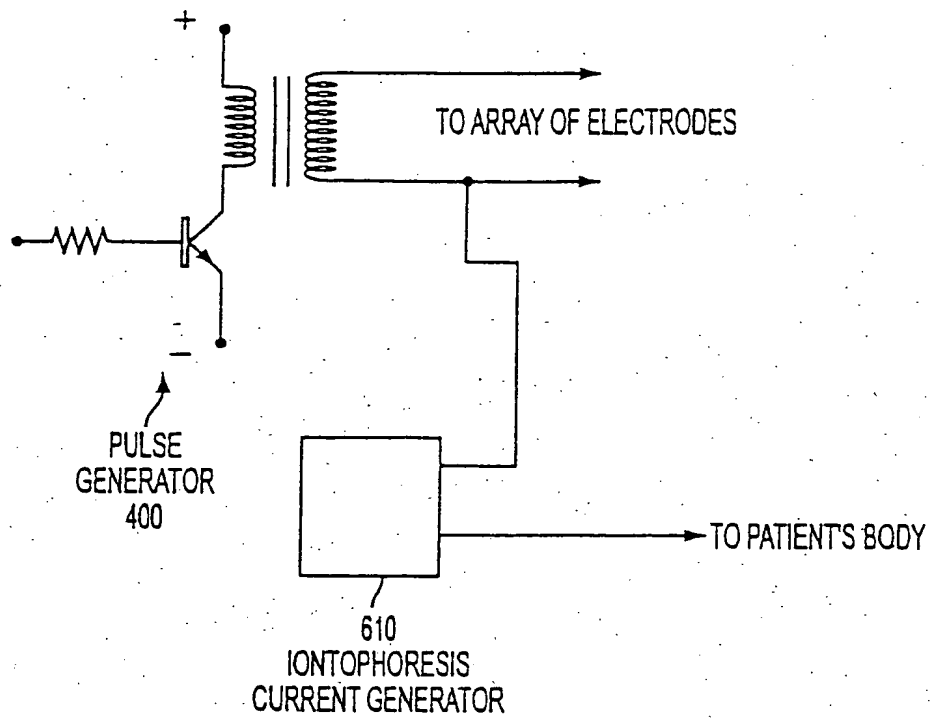 +
TO ARRAY OF ELECTRODES
−
PULSE
GENERATOR
400
TO PATIENT'S BODY
610
IONTOPHORESIS
CURRENT GENERATOR